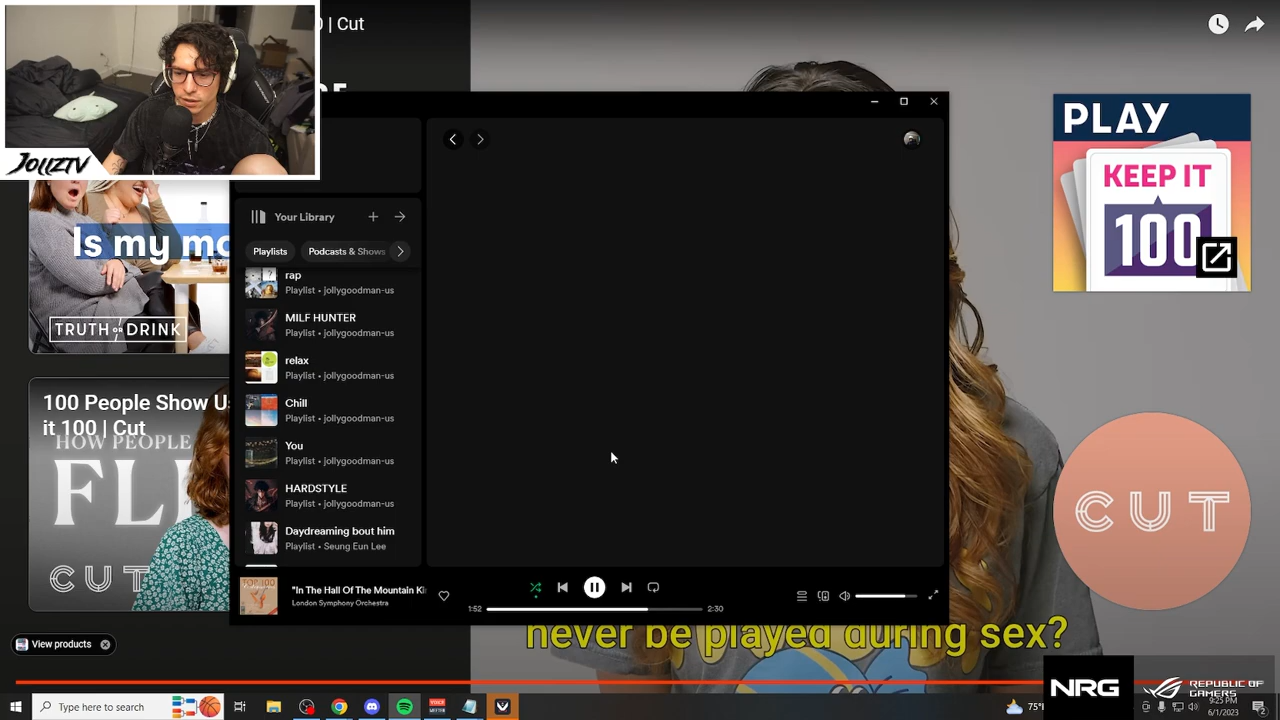 | Cut
JOLLZTV
Is my mo
TRUTH OR DRINK
100 People Show U
it 100 | Cut
HOW PEOPLE
FL
CUT
View products
Your Library
Playlists
Podcasts & Shows
rap
Playlist • jollygoodman-us
MILF HUNTER
Playlist • jollygoodman-us
relax
Playlist • jollygoodman-us
Chill
Playlist • jollygoodman-us
You
Playlist • jollygoodman-us
HARDSTYLE
Playlist • jollygoodman-us
Daydreaming bout him
Playlist • Seung Eun Lee
"In The Hall Of The Mountain Ki
London Symphony Orchestra
1:52
2:30
never be played during sex?
PLAY
KEEP IT
100
CUT
NRG
REPUBLIC OF
GAMERS
Type here to search
75°F
9:25 PM
6/1/2023